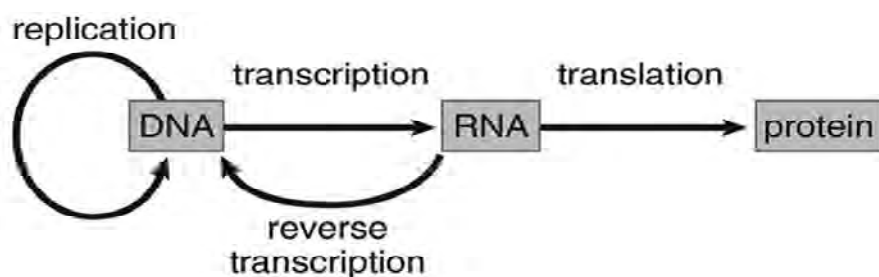 replication
transcription
translation
DNA
RNA
protein
reverse
transcription